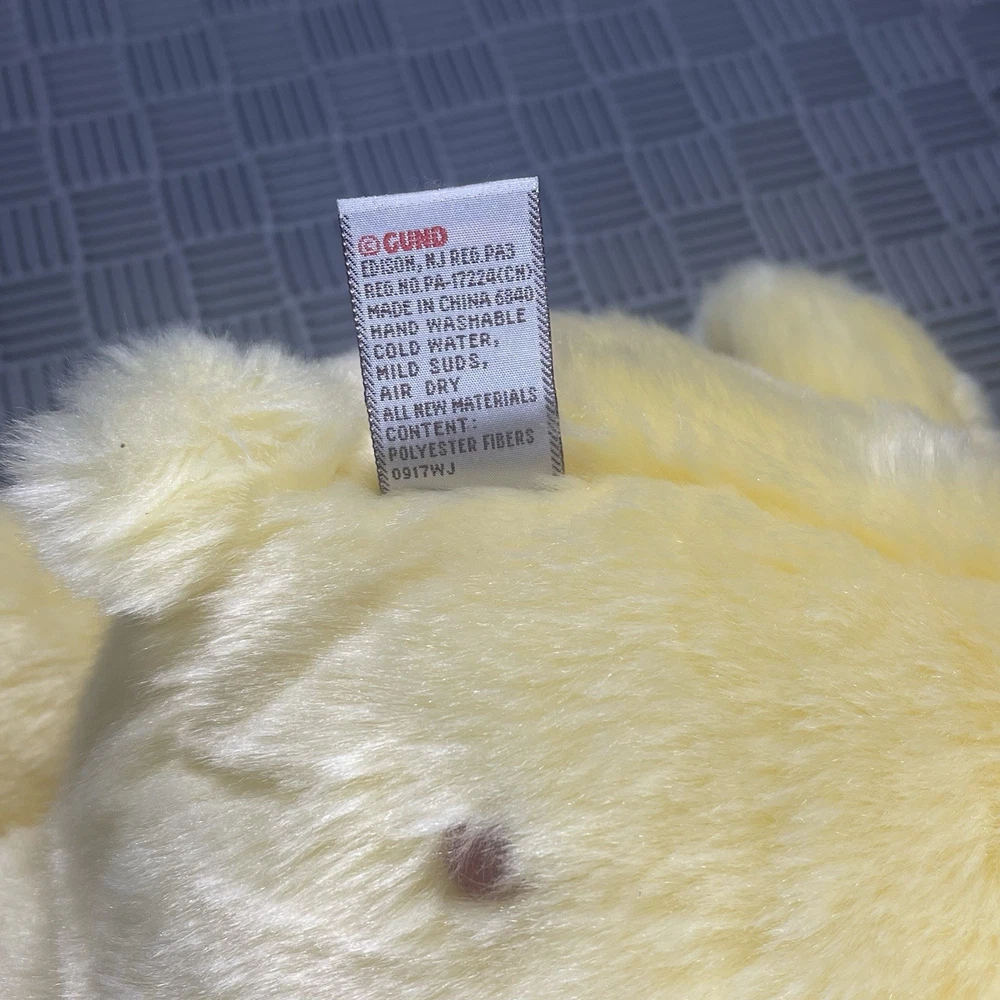 ©GUND
EDISON, NJ REG.PA3
REG.NO.PA-17224(CN)
MADE IN CHINA 6840
HAND WASHABLE
COLD WATER,
MILD SUDS,
AIR DRY
ALL NEW MATERIALS
CONTENT:
POLYESTER FIBERS
0917WJ